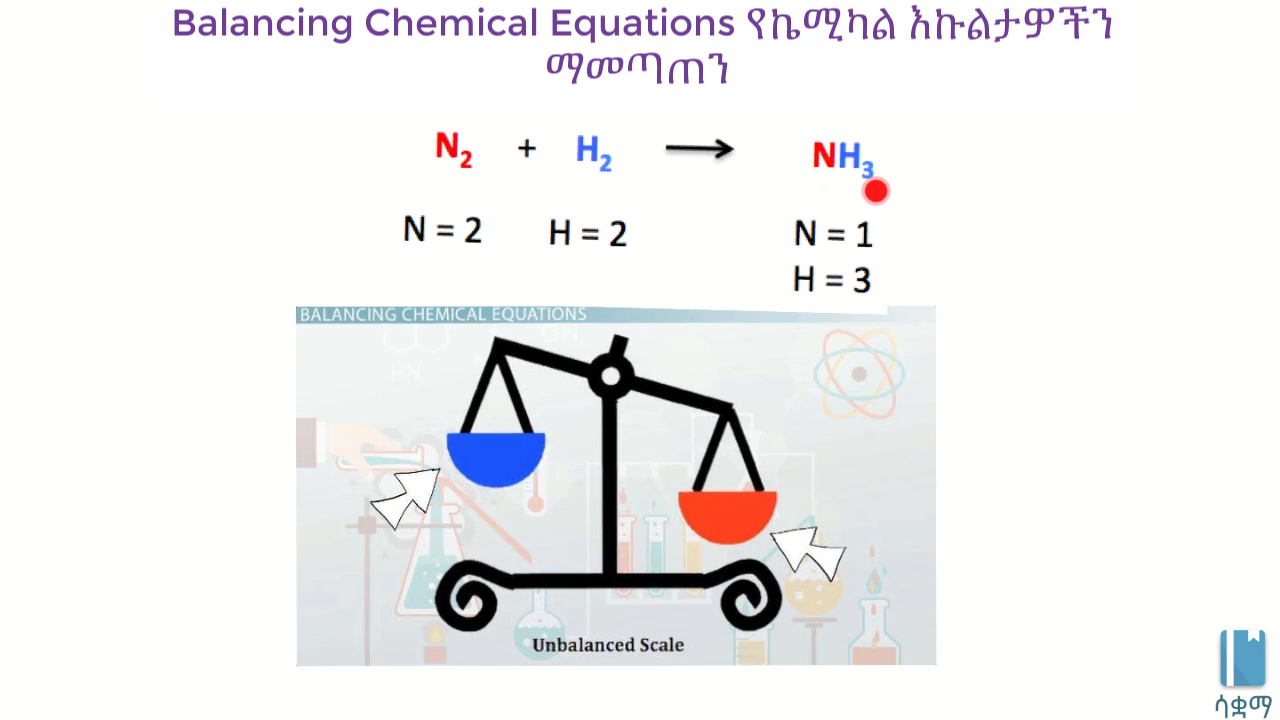 Balancing Chemical Equations የኬሚካል እኩልታዎችን
ማመጣጠን
N₂ + H₂ → NH₃
N = 2 H = 2 N = 1
H = 3
BALANCING CHEMICAL EQUATIONS
HN
Unbalanced Scale
ሳቋማ